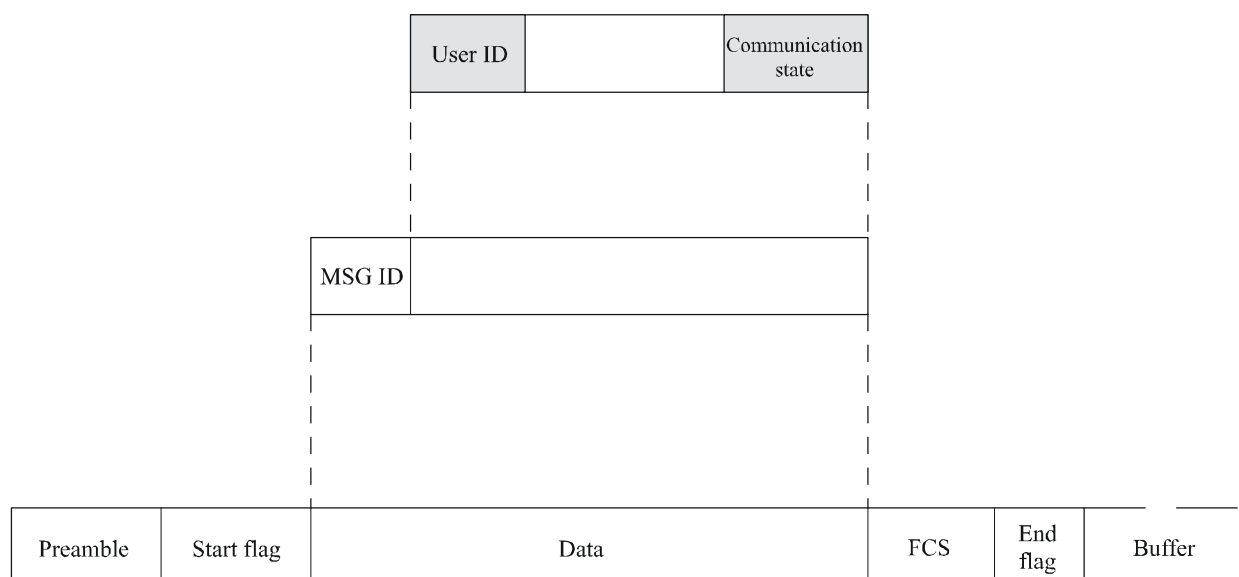 User ID
Communication
state
MSG ID
Preamble
Start flag
Data
FCS
End
flag
Buffer